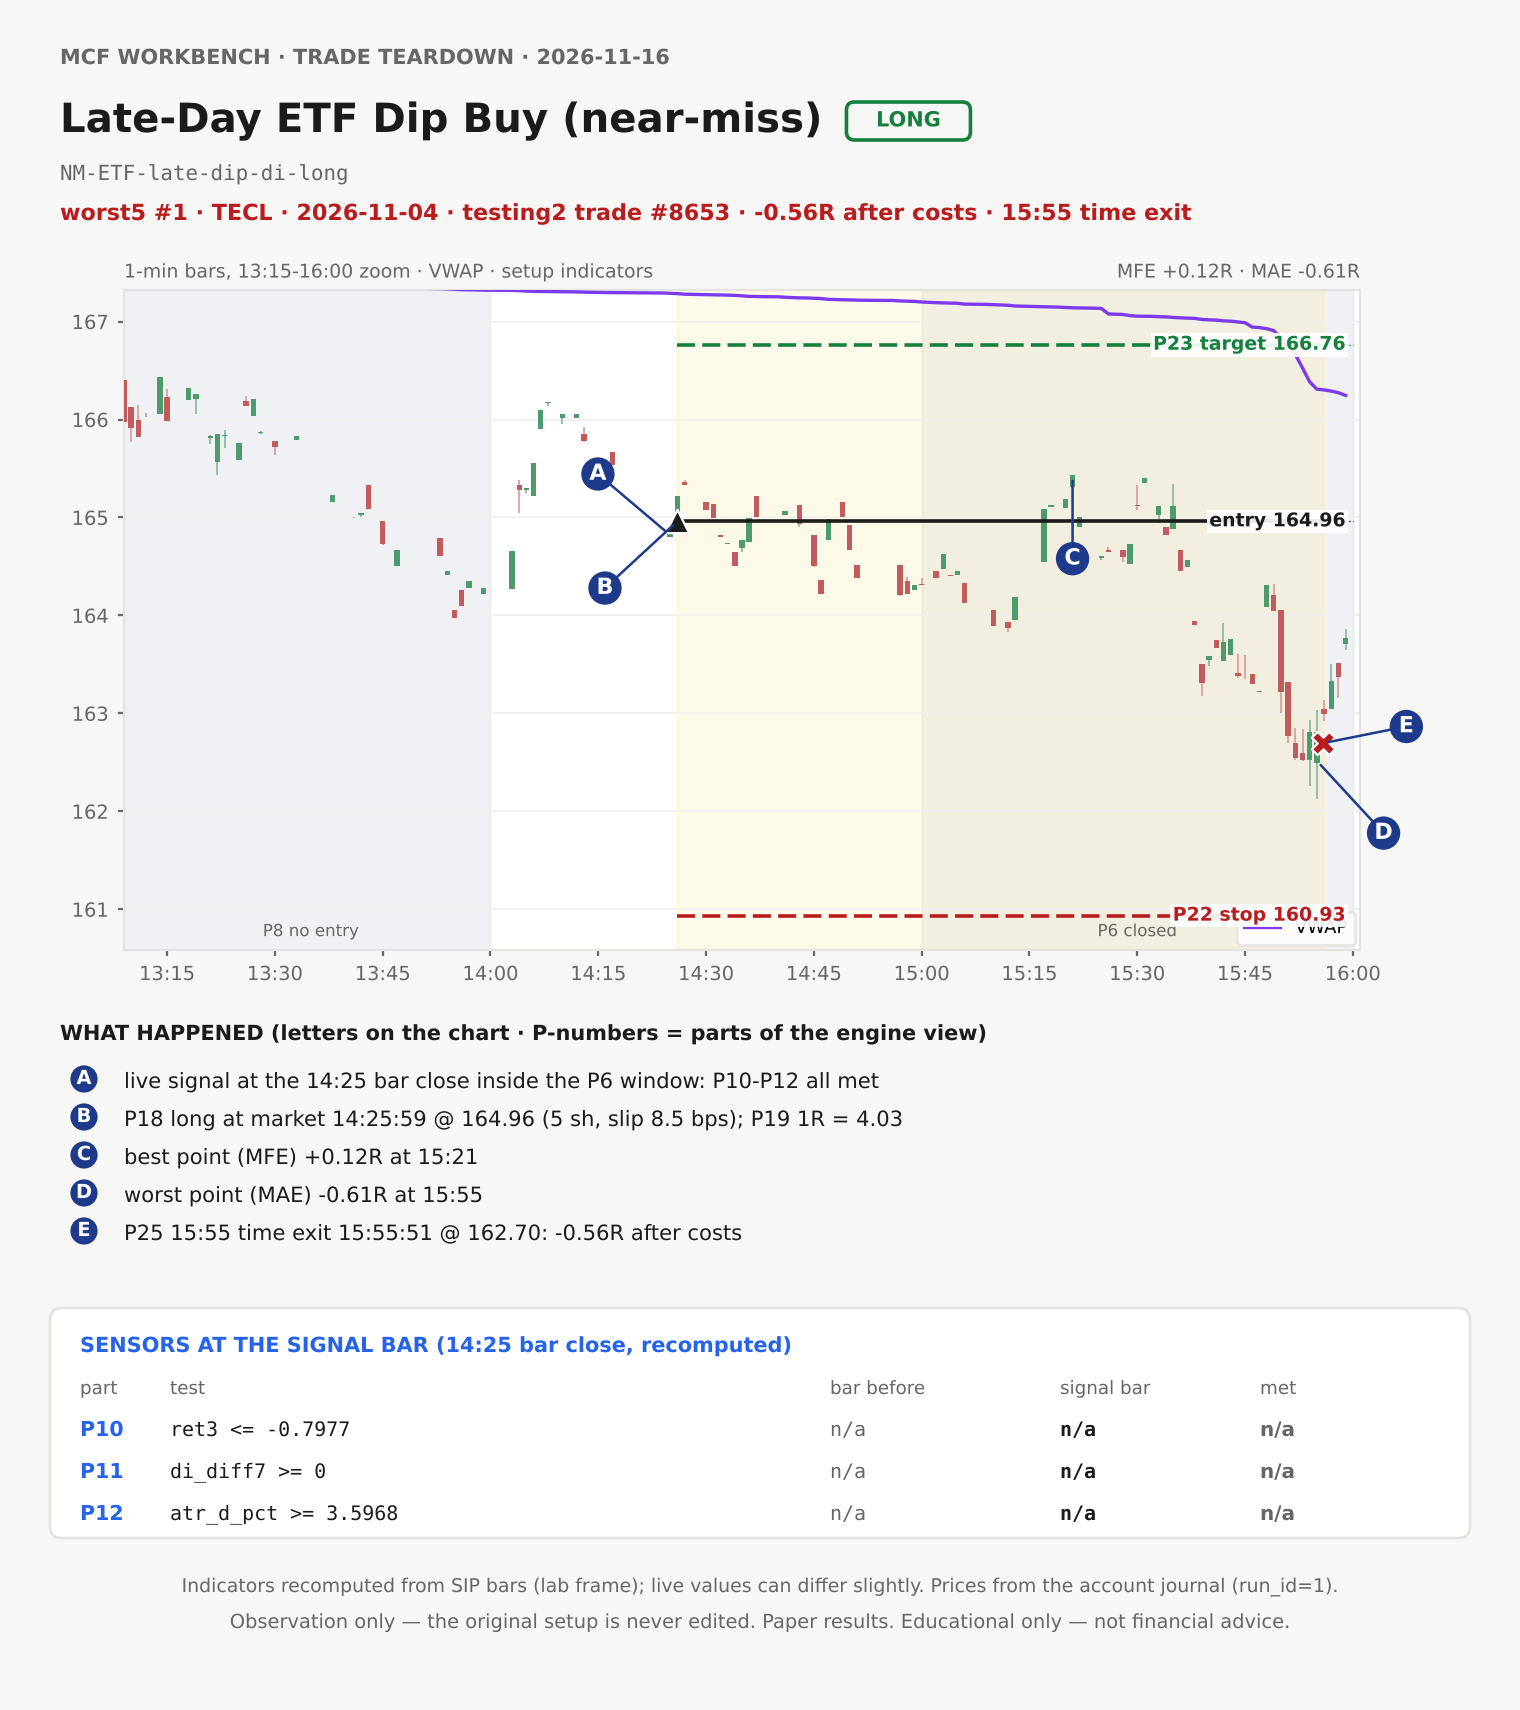 MCF WORKBENCH · TRADE TEARDOWN · 2026-11-16
Late-Day ETF Dip Buy (near-miss) LONG
NM-ETF-late-dip-di-long
worst5 #1 · TECL · 2026-11-04 · testing2 trade #8653 · -0.56R after costs · 15:55 time exit
1-min bars, 13:15-16:00 zoom · VWAP · setup indicators MFE +0.12R · MAE -0.61R
167
P23 target 166.76
166
A
165
entry 164.96
C
B
164
163
E
162
D
161
P22 stop 160.93
P8 no entry P6 closed VWAP
13:15 13:30 13:45 14:00 14:15 14:30 14:45 15:00 15:15 15:30 15:45 16:00
WHAT HAPPENED (letters on the chart · P-numbers = parts of the engine view)
A live signal at the 14:25 bar close inside the P6 window: P10-P12 all met
B P18 long at market 14:25:59 @ 164.96 (5 sh, slip 8.5 bps); P19 1R = 4.03
C best point (MFE) +0.12R at 15:21
D worst point (MAE) -0.61R at 15:55
E P25 15:55 time exit 15:55:51 @ 162.70: -0.56R after costs
SENSORS AT THE SIGNAL BAR (14:25 bar close, recomputed)
part test bar before signal bar met
P10 ret3 <= -0.7977 n/a n/a n/a
P11 di_diff7 >= 0 n/a n/a n/a
P12 atr_d_pct >= 3.5968 n/a n/a n/a
Indicators recomputed from SIP bars (lab frame); live values can differ slightly. Prices from the account journal (run_id=1).
Observation only — the original setup is never edited. Paper results. Educational only — not financial advice.